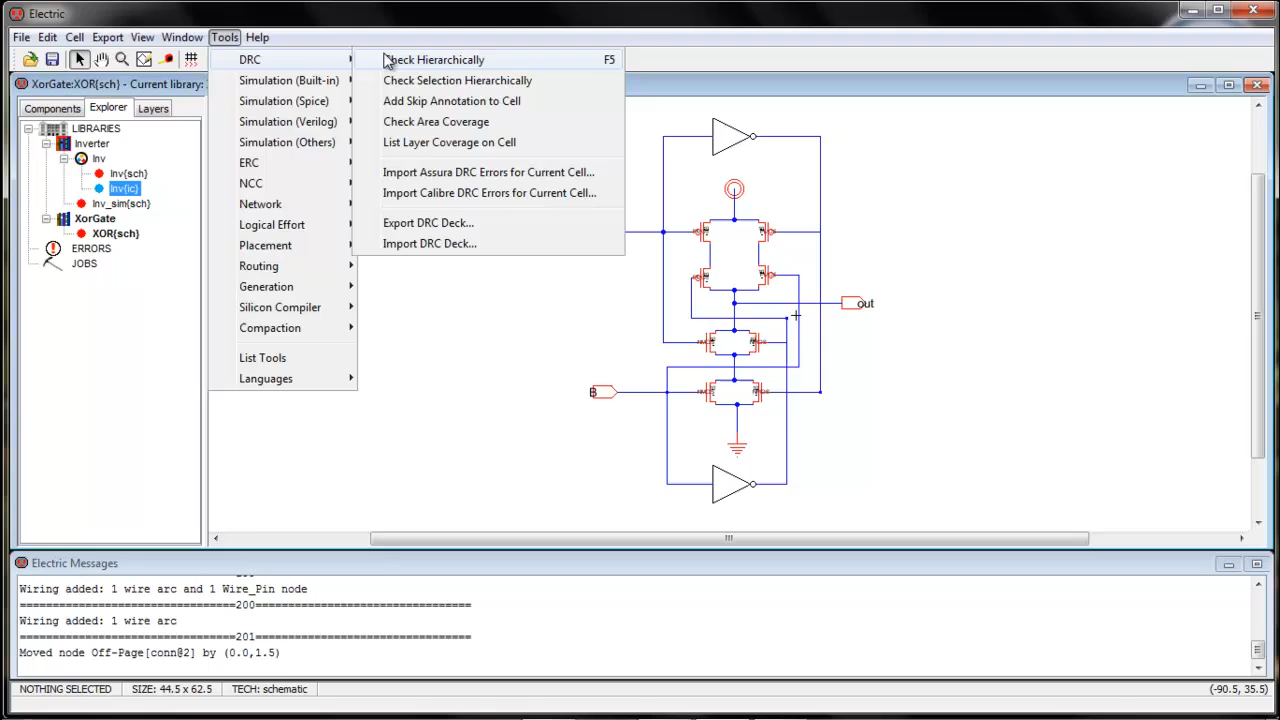 Electric
File Edit Cell Export View Window Tools Help
XorGate:XOR{sch} - Current library:
Components Explorer Layers
LIBRARIES
Inverter
Inv
Inv{sch}
Inv{ic}
Inv_sim{sch}
XorGate
XOR{sch}
ERRORS
JOBS
DRC
Simulation (Built-in)
Simulation (Spice)
Simulation (Verilog)
Simulation (Others)
ERC
NCC
Network
Logical Effort
Placement
Routing
Generation
Silicon Compiler
Compaction
List Tools
Languages
Check Hierarchically F5
Check Selection Hierarchically
Add Skip Annotation to Cell
Check Area Coverage
List Layer Coverage on Cell
Import Assura DRC Errors for Current Cell...
Import Calibre DRC Errors for Current Cell...
Export DRC Deck...
Import DRC Deck...
out
B
Electric Messages
Wiring added: 1 wire arc and 1 Wire_Pin node
================================200================================
Wiring added: 1 wire arc
================================201================================
Moved node Off-Page[conn@2] by (0.0,1.5)
NOTHING SELECTED SIZE: 44.5 x 62.5 TECH: schematic (-90.5, 35.5)